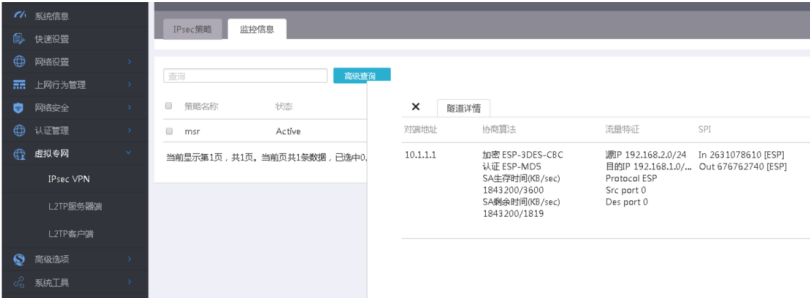 系统信息
快速设置
网络设置
上网行为管理
网络安全
认证管理
虚拟专网
IPsec VPN
L2TP服务器端
L2TP客户端
高级选项
系统工具
IPsec策略 监控信息
查询 高级查询
策略名称 状态
msr Active
当前显示第1页，共1页。当前页共1条数据，已选中0.
× 隧道详情
对端地址 协商算法 流量特征 SPI
10.1.1.1 加密 ESP-3DES-CBC 源IP 192.168.2.0/24 In 2631078610 [ESP]
认证 ESP-MD5 目的IP 192.168.1.0/... Out 676762740 [ESP]
SA生存时间(KB/sec) Protocal ESP
1843200/3600 Src port 0
SA剩余时间(KB/sec) Des port 0
1843200/1819